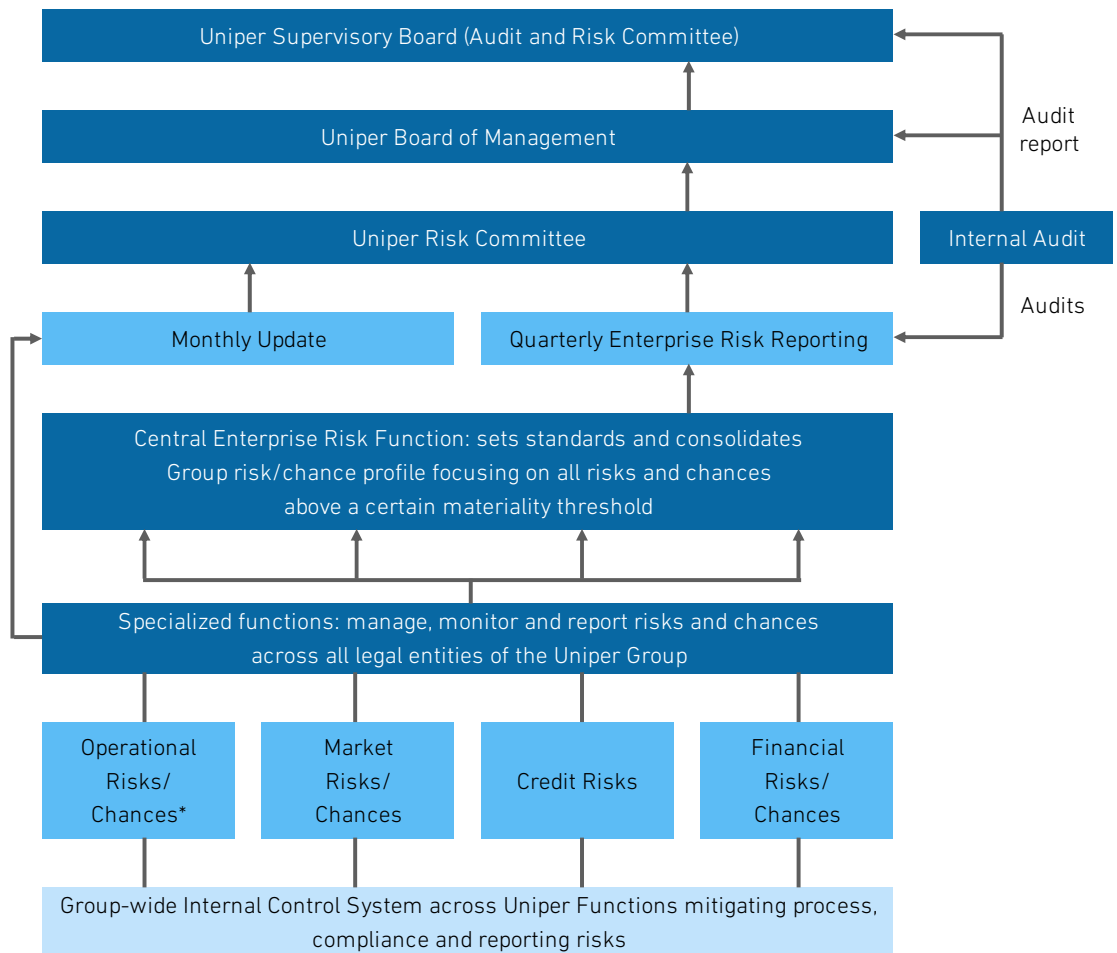 Uniper Supervisory Board (Audit and Risk Committee)
Uniper Board of Management
Audit
report
Uniper Risk Committee
Internal Audit
Audits
Monthly Update
Quarterly Enterprise Risk Reporting
Central Enterprise Risk Function: sets standards and consolidates
Group risk/chance profile focusing on all risks and chances
above a certain materiality threshold
Specialized functions: manage, monitor and report risks and chances
across all legal entities of the Uniper Group
Operational
Risks/
Chances*
Market
Risks/
Chances
Credit Risks
Financial
Risks/
Chances
Group-wide Internal Control System across Uniper Functions mitigating process,
compliance and reporting risks